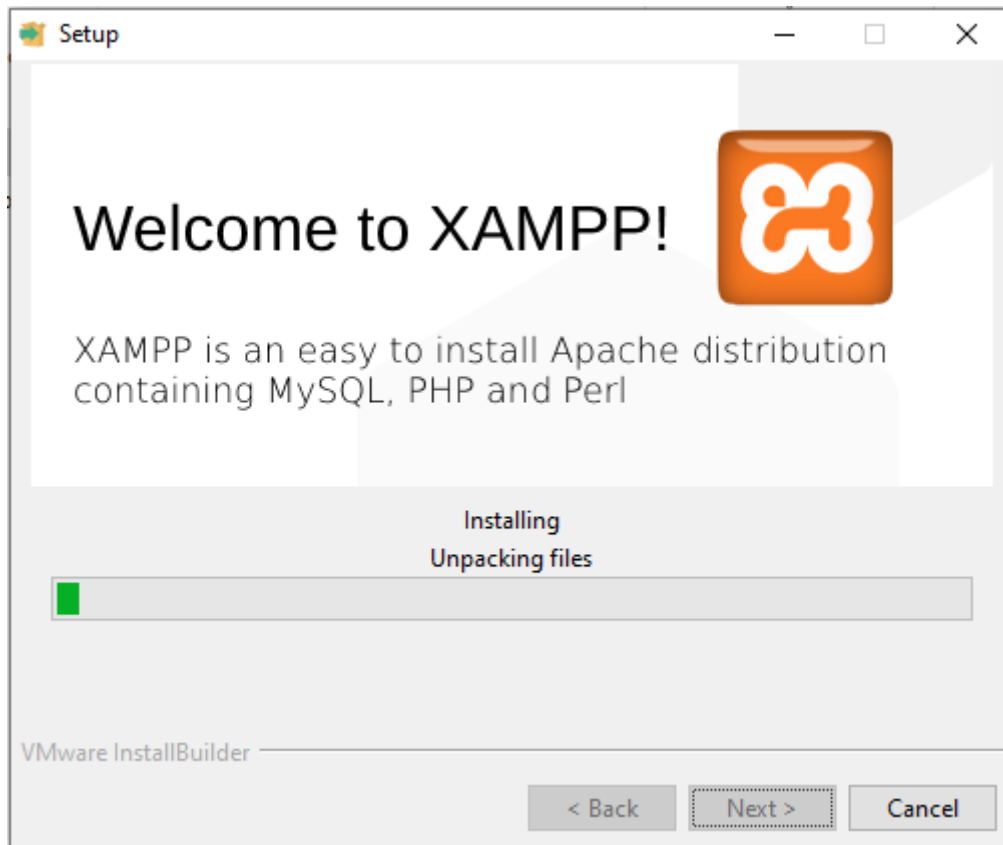 Setup
Welcome to XAMPP!
XAMPP is an easy to install Apache distribution
containing MySQL, PHP and Perl
Installing
Unpacking files
VMware InstallBuilder
< Back
Next >
Cancel